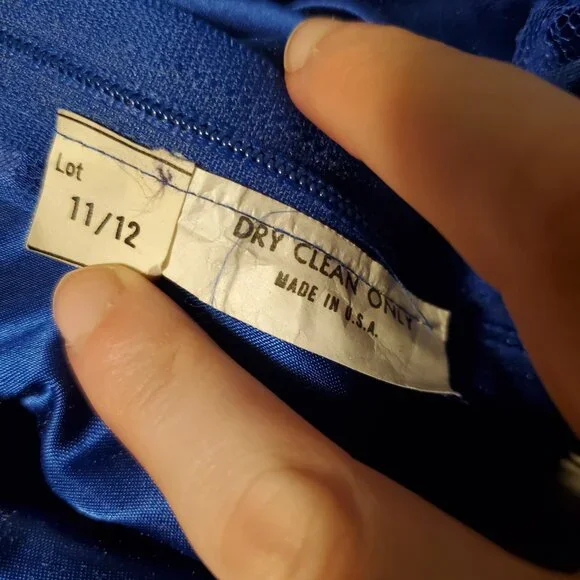 Lot
11/12
DRY CLEAN ONLY
MADE IN U.S.A.